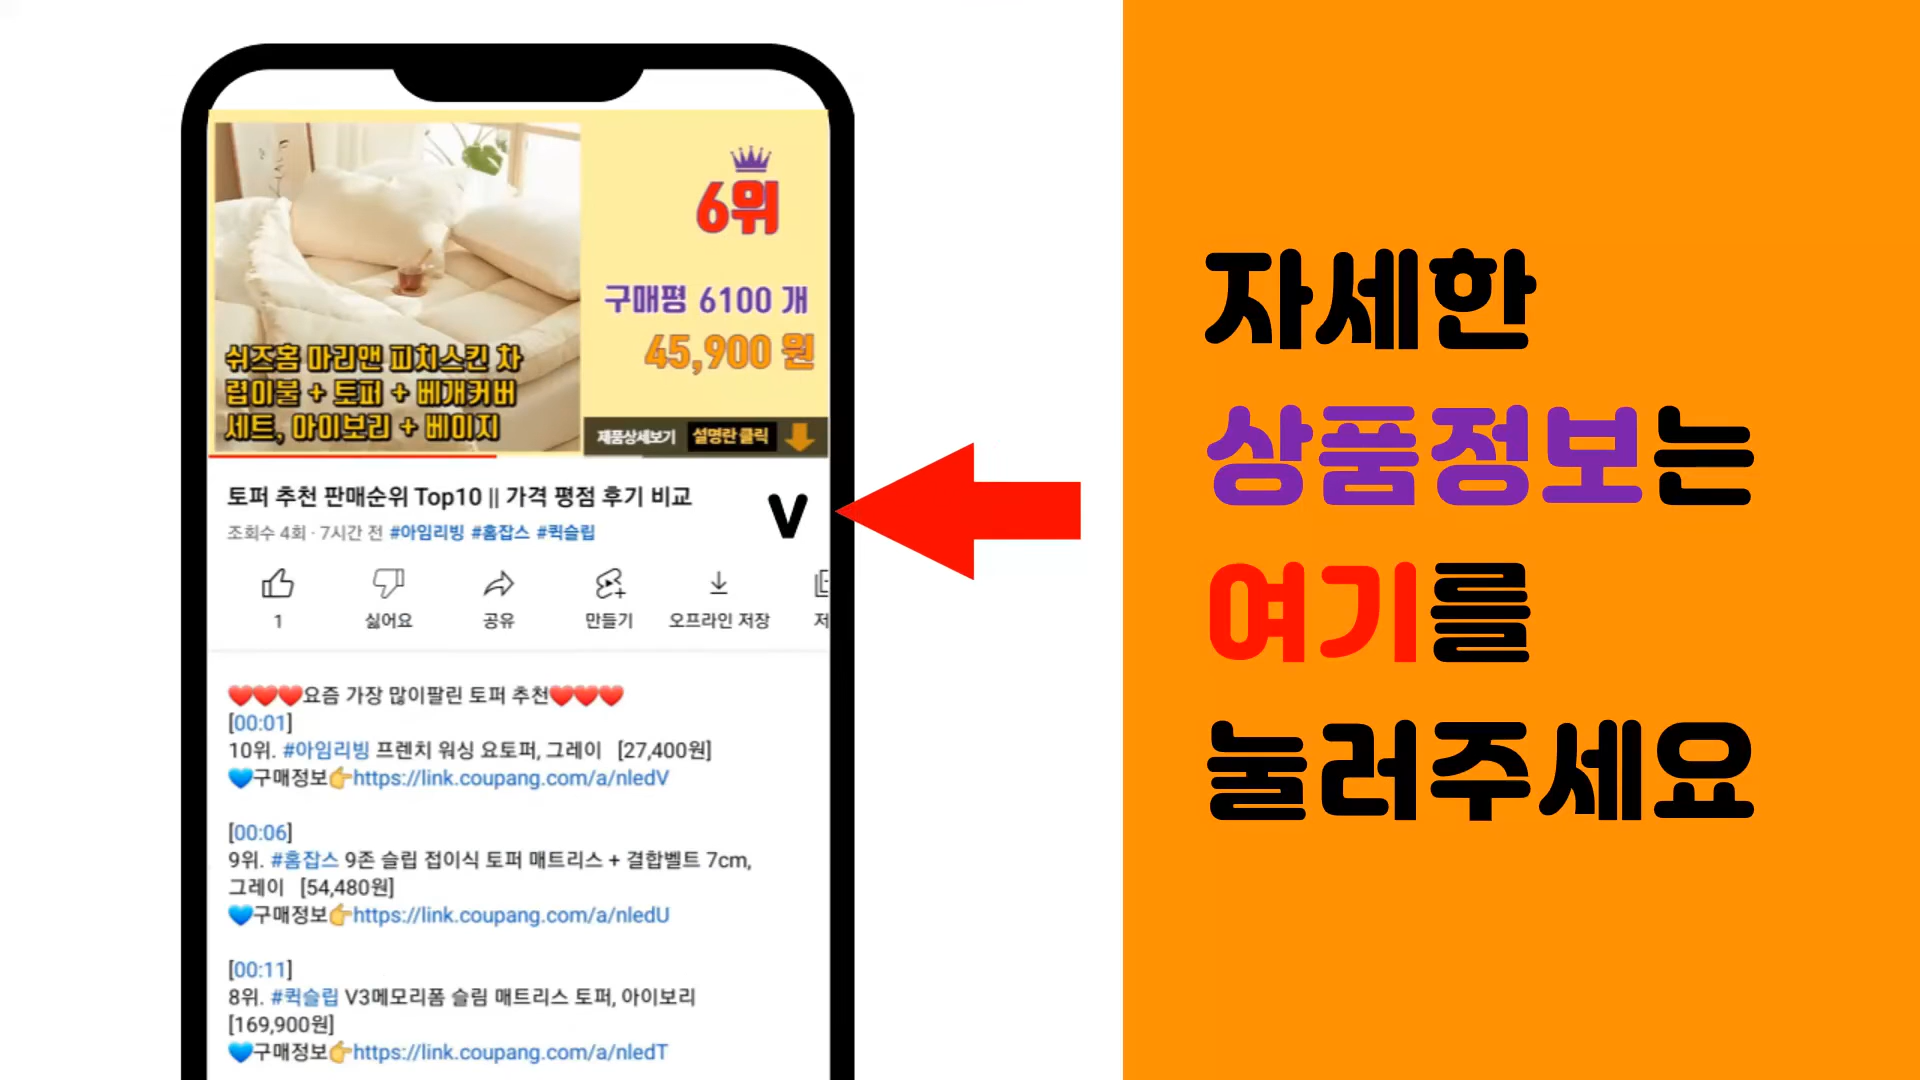 6위
구매평 6100 개
45,900 원
쉬즈홈 마리앤 피치스킨 차
렵이불 + 토퍼 + 베개커버
세트, 아이보리 + 베이지
제품상세보기 설명란 클릭
토퍼 추천 판매순위 Top10 || 가격 평점 후기 비교
V
조회수 4회 · 7시간 전 #아임리빙 #홈잡스 #퀵슬립
1 싫어요 공유 만들기 오프라인 저장 저
❤❤❤요즘 가장 많이팔린 토퍼 추천❤❤❤
[00:01]
10위. #아임리빙 프렌치 워싱 요토퍼, 그레이 [27,400원]
💙구매정보👉https://link.coupang.com/a/nledV
[00:06]
9위. #홈잡스 9존 슬립 접이식 토퍼 매트리스 + 결합벨트 7cm,
그레이 [54,480원]
💙구매정보👉https://link.coupang.com/a/nledU
[00:11]
8위. #퀵슬립 V3메모리폼 슬림 매트리스 토퍼, 아이보리
[169,900원]
💙구매정보👉https://link.coupang.com/a/nledT
자세한
상품정보는
여기를
눌러주세요